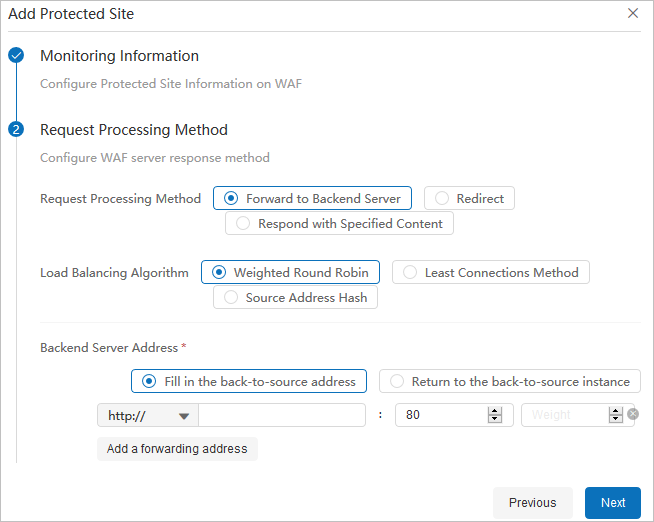 Add Protected Site
Monitoring Information
Configure Protected Site Information on WAF
2 Request Processing Method
Configure WAF server response method
Request Processing Method Forward to Backend Server Redirect
Respond with Specified Content
Load Balancing Algorithm Weighted Round Robin Least Connections Method
Source Address Hash
Backend Server Address *
Fill in the back-to-source address Return to the back-to-source instance
http:// : 80 Weight
Add a forwarding address
Previous Next